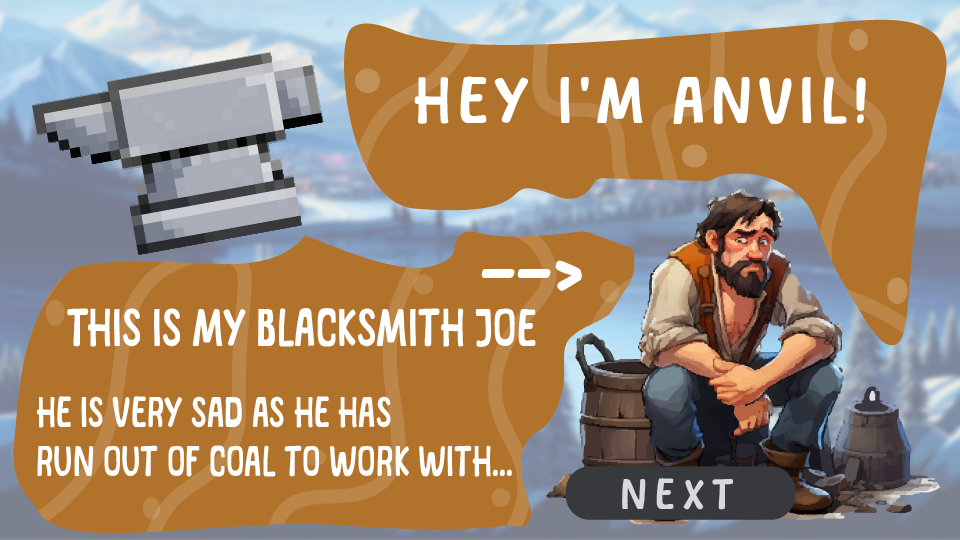 HEY I'M ANVIL!
-->
THIS IS MY BLACKSMITH JOE
HE IS VERY SAD AS HE HAS
RUN OUT OF COAL TO WORK WITH...
NEXT